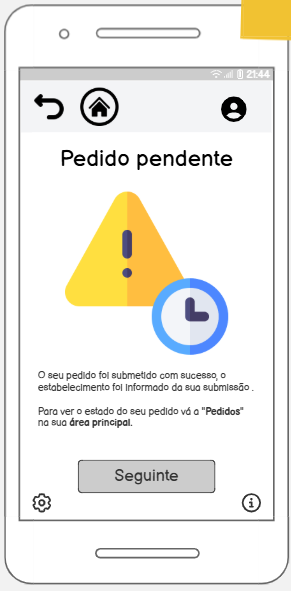 21:44
Pedido pendente
O seu pedido foi submetido com sucesso, o
estabelecimento foi informado da sua submissão .
Para ver o estado do seu pedido vá a "Pedidos"
na sua área principal.
Seguinte